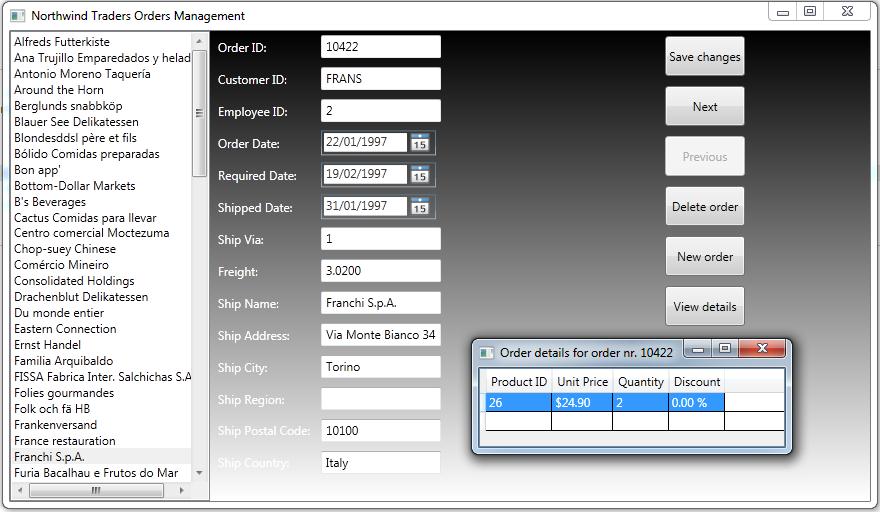 Northwind Traders Orders Management
Alfreds Futterkiste
Ana Trujillo Emparedados y helad
Antonio Moreno Taquería
Around the Horn
Berglunds snabbköp
Blauer See Delikatessen
Blondesddsl père et fils
Bólido Comidas preparadas
Bon app'
Bottom-Dollar Markets
B's Beverages
Cactus Comidas para llevar
Centro comercial Moctezuma
Chop-suey Chinese
Comércio Mineiro
Consolidated Holdings
Drachenblut Delikatessen
Du monde entier
Eastern Connection
Ernst Handel
Familia Arquibaldo
FISSA Fabrica Inter. Salchichas S.A
Folies gourmandes
Folk och fä HB
Frankenversand
France restauration
Franchi S.p.A.
Furia Bacalhau e Frutos do Mar
Order ID: 10422
Customer ID: FRANS
Employee ID: 2
Order Date: 22/01/1997 15
Required Date: 19/02/1997 15
Shipped Date: 31/01/1997 15
Ship Via: 1
Freight: 3.0200
Ship Name: Franchi S.p.A.
Ship Address: Via Monte Bianco 34
Ship City: Torino
Ship Region:
Ship Postal Code: 10100
Ship Country: Italy
Save changes
Next
Previous
Delete order
New order
View details
Order details for order nr. 10422
Product ID Unit Price Quantity Discount
26 $24.90 2 0.00 %